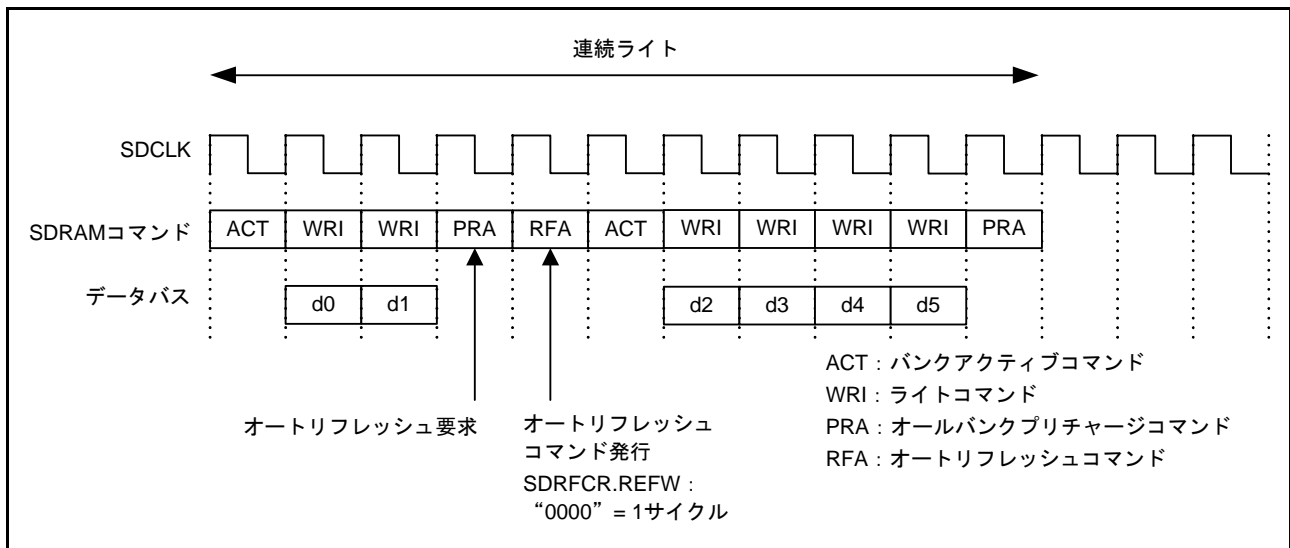 連続ライト
SDCLK
SDRAMコマンド ACT WRI WRI PRA RFA ACT WRI WRI WRI WRI PRA
データバス d0 d1 d2 d3 d4 d5
オートリフレッシュ要求
オートリフレッシュ
コマンド発行
SDRFCR.REFW：
“0000” = 1サイクル
ACT：バンクアクティブコマンド
WRI：ライトコマンド
PRA：オールバンクプリチャージコマンド
RFA：オートリフレッシュコマンド